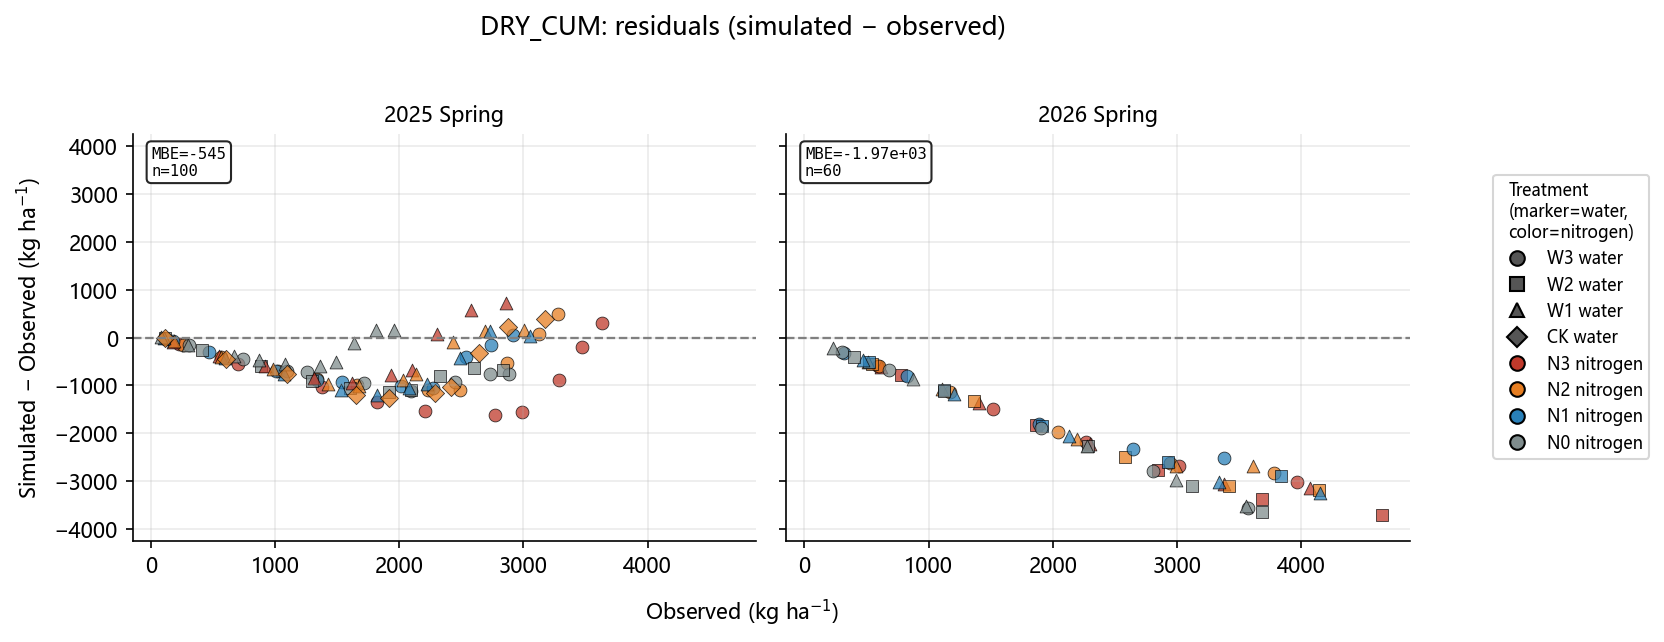 DRY_CUM: residuals (simulated − observed)
2025 Spring
2026 Spring
MBE=-545
n=100
MBE=-1.97e+03
n=60
4000
3000
2000
1000
0
−1000
−2000
−3000
−4000
Simulated − Observed (kg ha⁻¹)
0 1000 2000 3000 4000
0 1000 2000 3000 4000
Observed (kg ha⁻¹)
Treatment
(marker=water,
color=nitrogen)
W3 water
W2 water
W1 water
CK water
N3 nitrogen
N2 nitrogen
N1 nitrogen
N0 nitrogen